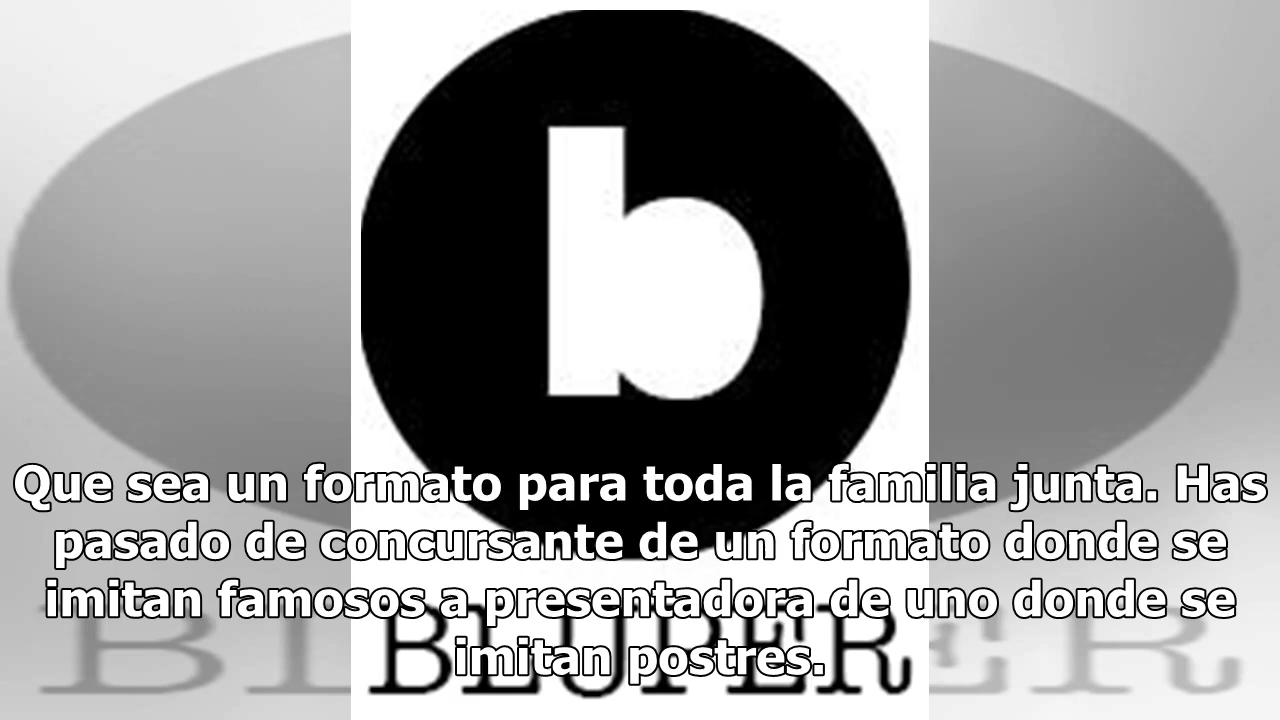 b
Que sea un formato para toda la familia junta. Has
pasado de concursante de un formato donde se
imitan famosos a presentadora de uno donde se
imitan postres.
BLUPER